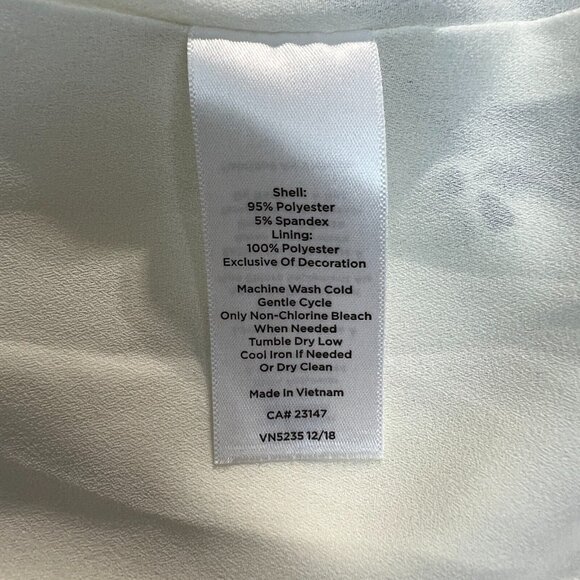 Shell:
95% Polyester
5% Spandex
Lining:
100% Polyester
Exclusive Of Decoration
Machine Wash Cold
Gentle Cycle
Only Non-Chlorine Bleach
When Needed
Tumble Dry Low
Cool Iron If Needed
Or Dry Clean
Made in Vietnam
CA# 23147
VN5235 12/18